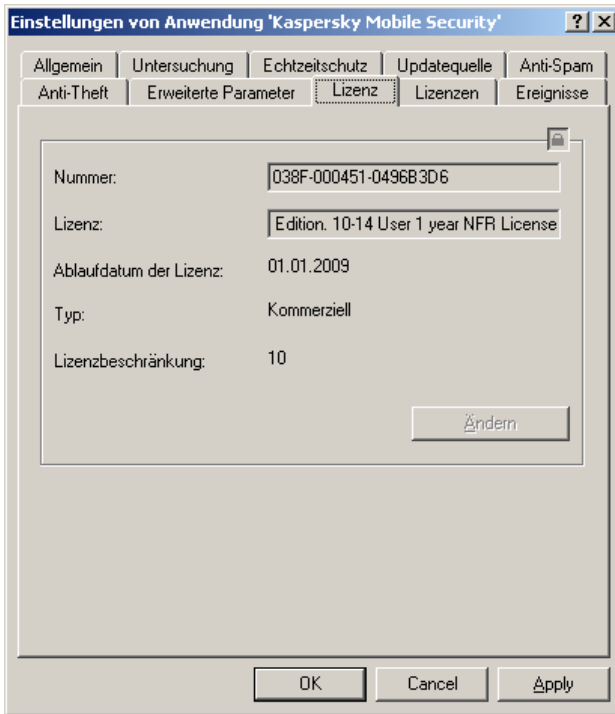 Einstellungen von Anwendung 'Kaspersky Mobile Security'
Allgemein Untersuchung Echtzeitschutz Updatequelle Anti-Spam
Anti-Theft Erweiterte Parameter Lizenz Lizenzen Ereignisse
Nummer: 038F-000451-0496B3D6
Lizenz: Edition. 10-14 User 1 year NFR License
Ablaufdatum der Lizenz: 01.01.2009
Typ: Kommerziell
Lizenzbeschränkung: 10
Ändern
OK Cancel Apply